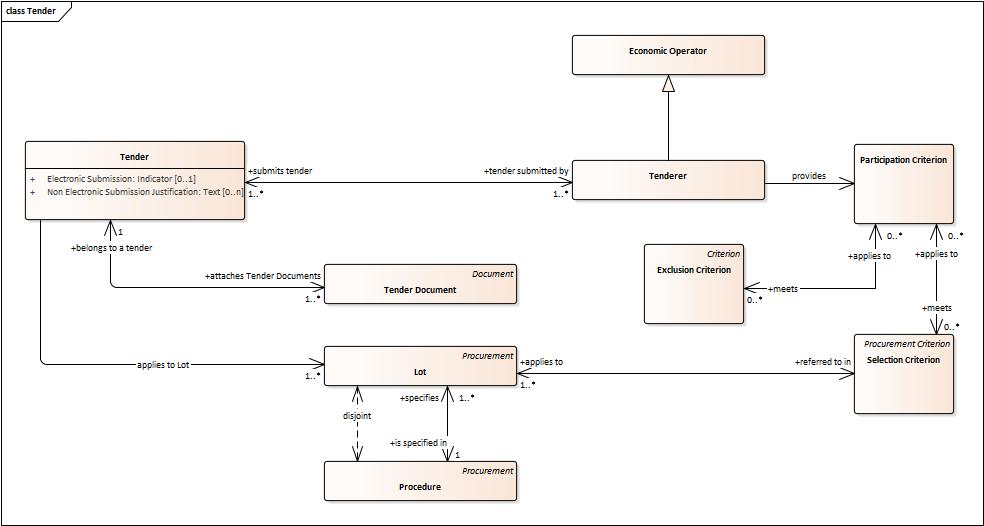 class Tender
Economic Operator
Tender
+ Electronic Submission: Indicator [0..1]
+ Non Electronic Submission Justification: Text [0..n]
+submits tender
1..*
+tender submitted by
1..*
Tenderer
provides
Participation Criterion
1
+belongs to a tender
+attaches Tender Documents
1..*
Document
Tender Document
Criterion
Exclusion Criterion
0..*
+applies to
0..*
+applies to
+meets
0..*
+meets
0..*
applies to Lot
1..*
Procurement
Lot
+applies to
1..*
+referred to in
Procurement Criterion
Selection Criterion
+specifies
1..*
disjoint
+is specified in
1
Procurement
Procedure